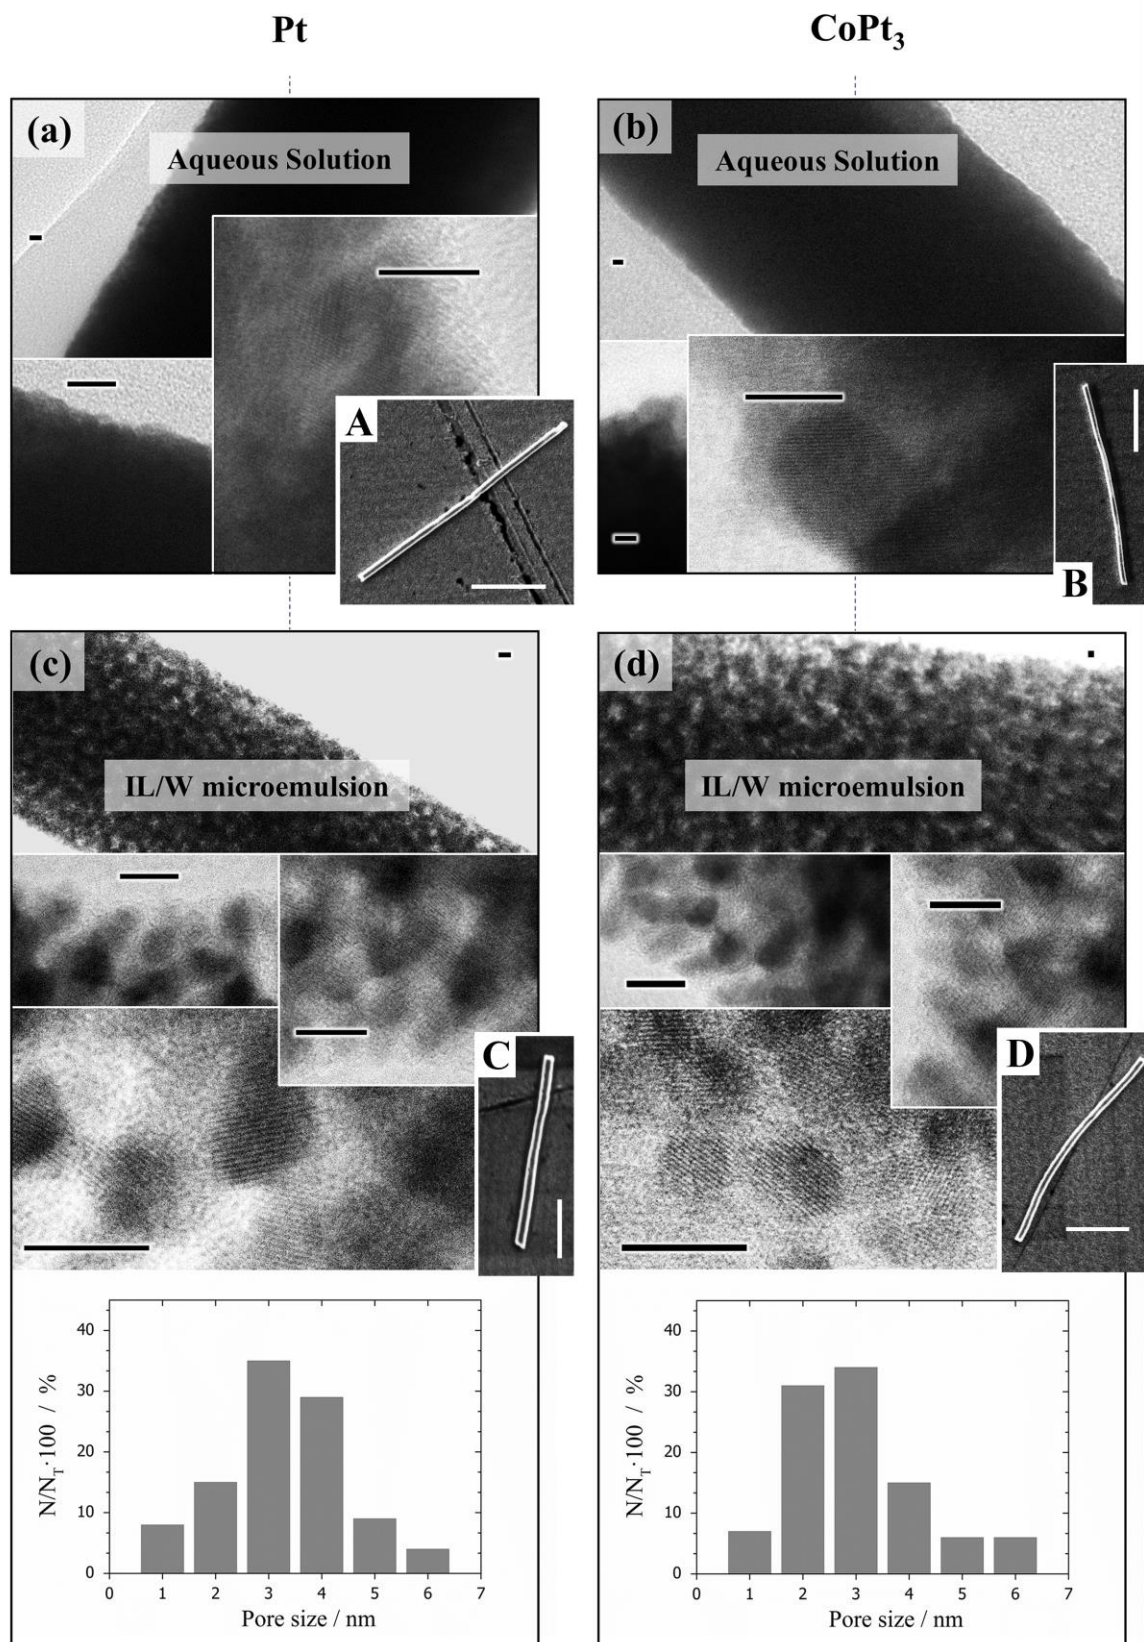 Pt
CoPt₃
(a)
Aqueous Solution
A
(b)
Aqueous Solution
B
(c)
IL/W microemulsion
C
(d)
IL/W microemulsion
D
40
30
20
10
0
N/N_T·100 / %
0 1 2 3 4 5 6 7
Pore size / nm
40
30
20
10
0
N/N_T·100 / %
0 1 2 3 4 5 6 7
Pore size / nm